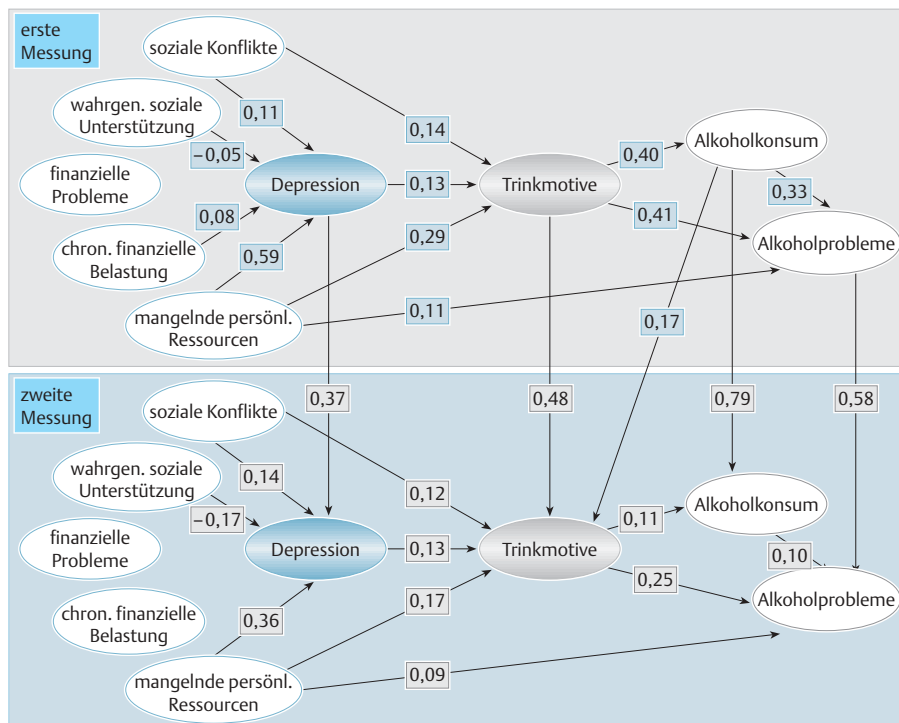 erste
Messung
soziale Konflikte
wahrgen. soziale
Unterstützung
0,11
0,14
Alkoholkonsum
0,40
−0,05
finanzielle
Probleme
Depression
0,13
Trinkmotive
0,33
0,08
0,41
chron. finanzielle
Belastung
0,59
0,29
Alkoholprobleme
mangelnde persönl.
Ressourcen
0,11
0,17
zweite
Messung
0,37
0,48
0,79
0,58
soziale Konflikte
wahrgen. soziale
Unterstützung
0,14
0,12
Alkoholkonsum
−0,17
0,11
finanzielle
Probleme
Depression
0,13
Trinkmotive
0,10
0,25
chron. finanzielle
Belastung
0,36
0,17
Alkoholprobleme
mangelnde persönl.
Ressourcen
0,09